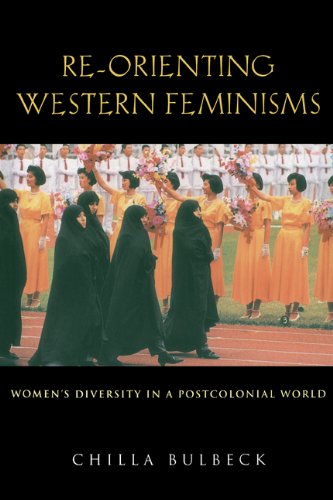 RE-ORIENTING
WESTERN FEMINISMS
WOMEN'S DIVERSITY IN A POSTCOLONIAL WORLD
CHILLA BULBECK